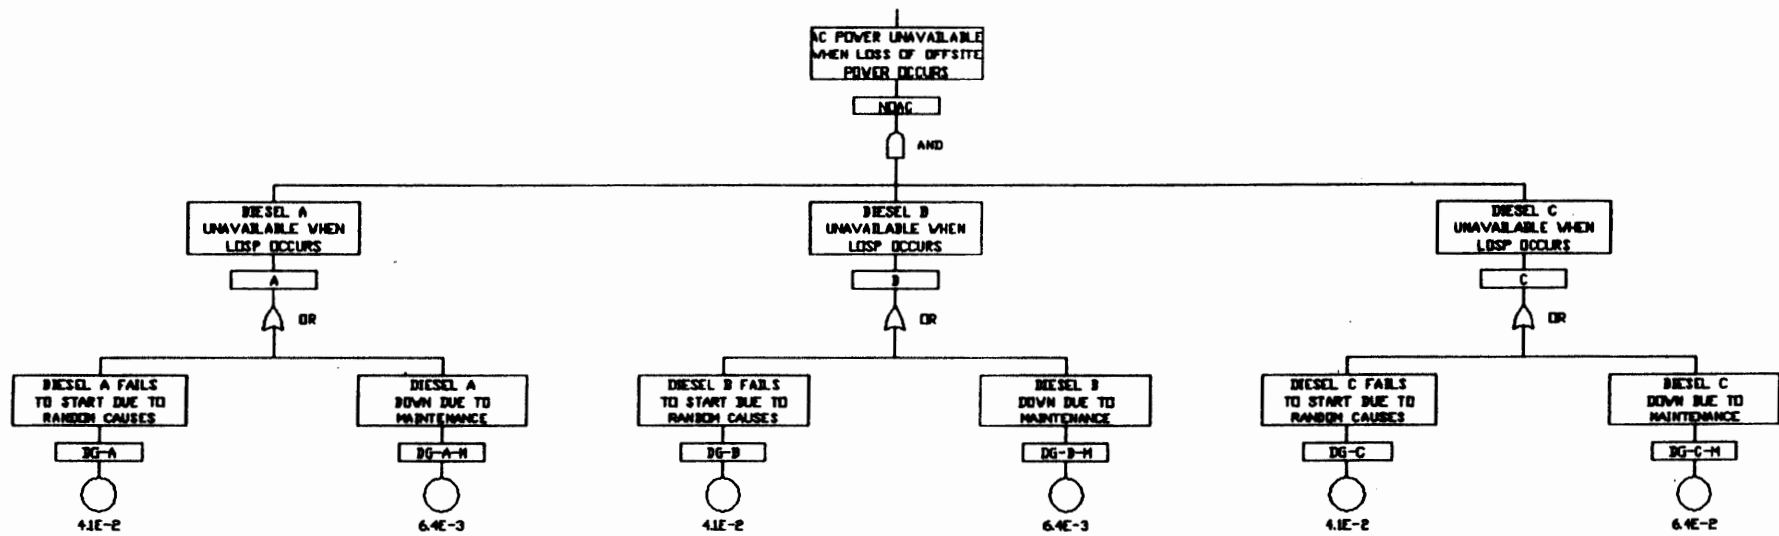 AC POWER UNAVAILABLE
WHEN LOSS OF OFFSITE
POWER OCCURS
NOAC
AND
DIESEL A
UNAVAILABLE WHEN
LOSP OCCURS
DIESEL B
UNAVAILABLE WHEN
LOSP OCCURS
DIESEL C
UNAVAILABLE WHEN
LOSP OCCURS
A
B
C
OR
OR
OR
DIESEL A FAILS
TO START DUE TO
RANDOM CAUSES
DIESEL A
DOWN DUE TO
MAINTENANCE
DIESEL B FAILS
TO START DUE TO
RANDOM CAUSES
DIESEL B
DOWN DUE TO
MAINTENANCE
DIESEL C FAILS
TO START DUE TO
RANDOM CAUSES
DIESEL C
DOWN DUE TO
MAINTENANCE
DG-A
DG-A-M
DG-B
DG-B-M
DG-C
DG-C-M
4.1E-2
6.4E-3
4.1E-2
6.4E-3
4.1E-2
6.4E-2